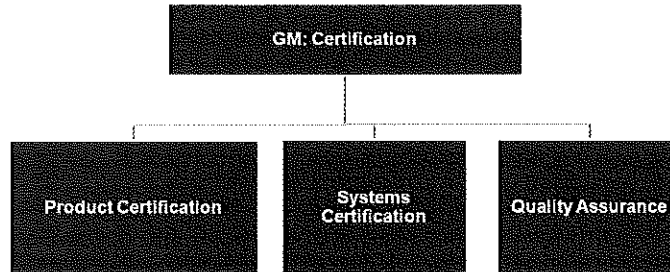 GM: Certification
Product Certification
Systems
Certification
Quality Assurance